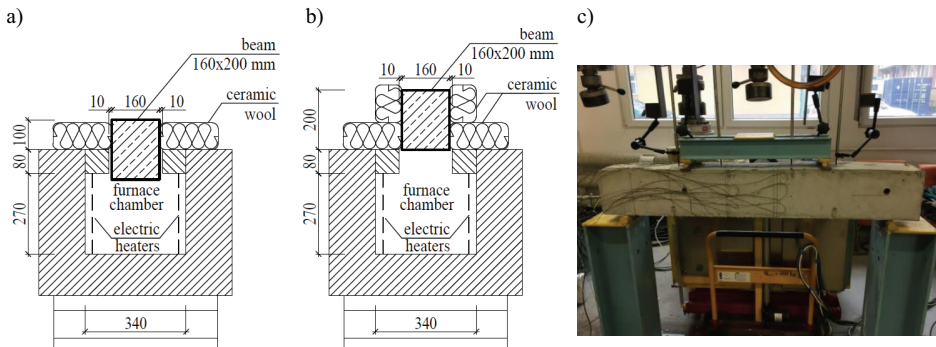 a)
beam
160x200 mm
10
160
10
ceramic
wool
100
80
270
furnace
chamber
electric
heaters
340
b)
beam
160x200 mm
10
160
10
ceramic
wool
200
80
270
furnace
chamber
electric
heaters
340
c)